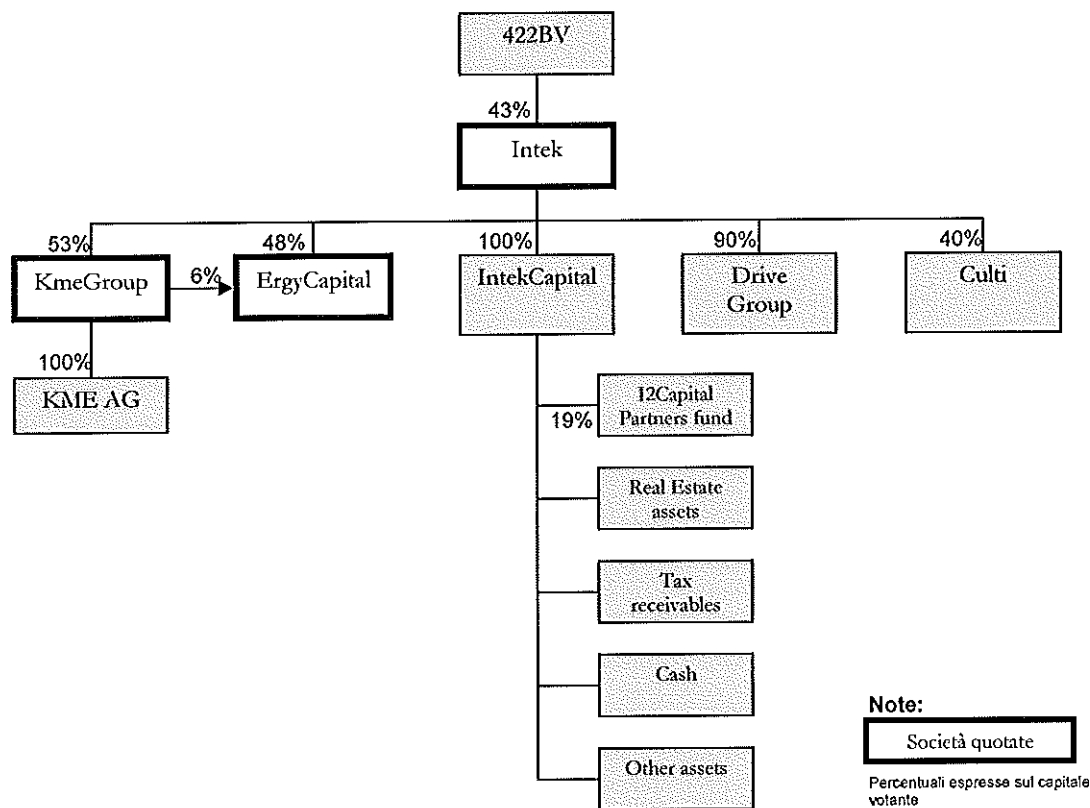 422BV
43%
Intek
53%
48%
100%
90%
40%
KmeGroup
6%
ErgyCapital
IntekCapital
Drive
Group
Culti
100%
KME AG
19%
I2Capital
Partners fund
Real Estate
assets
Tax
receivables
Cash
Other assets
Note:
Società quotate
Percentuali espresse sul capitale
votante